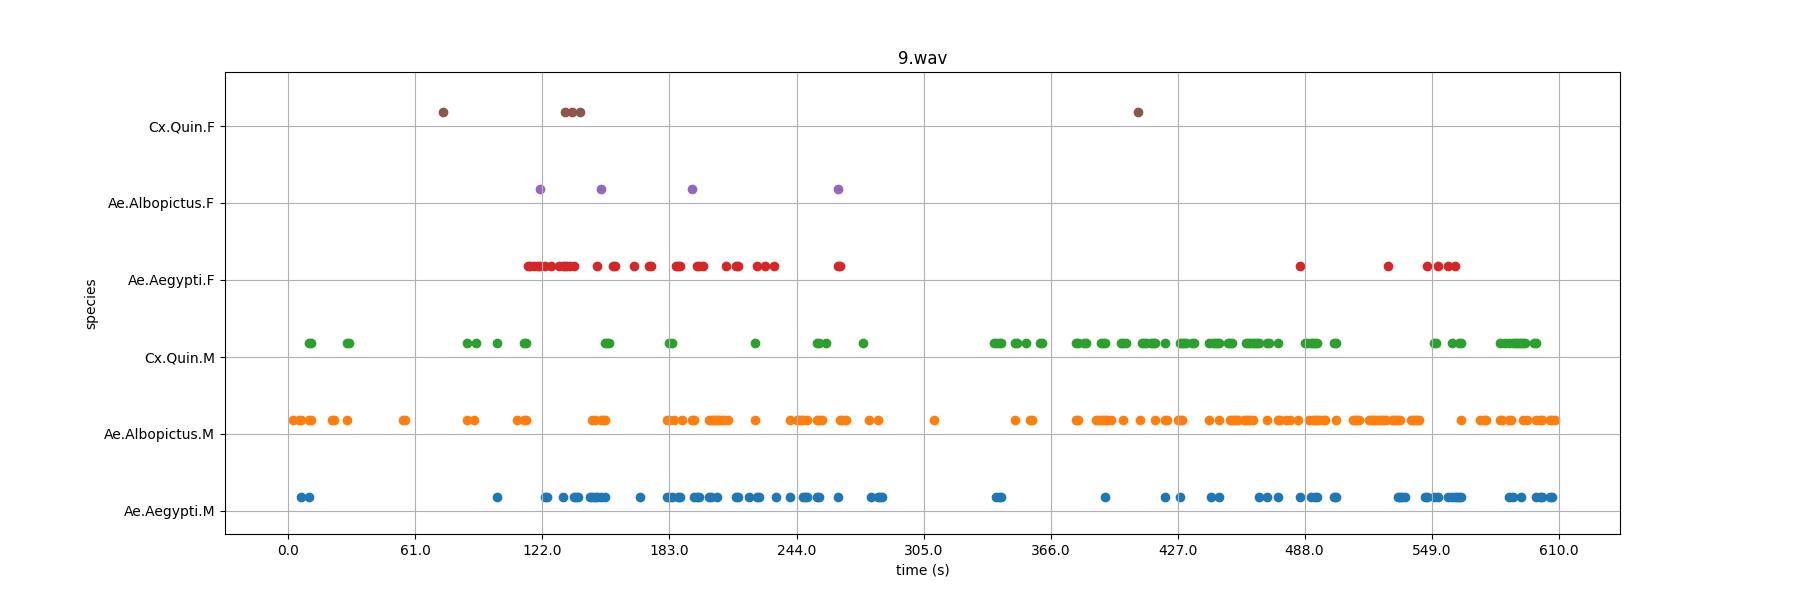 9.wav
Cx.Quin.F
Ae.Albopictus.F
Ae.Aegypti.F
species
Cx.Quin.M
Ae.Albopictus.M
Ae.Aegypti.M
0.0 61.0 122.0 183.0 244.0 305.0 366.0 427.0 488.0 549.0 610.0
time (s)